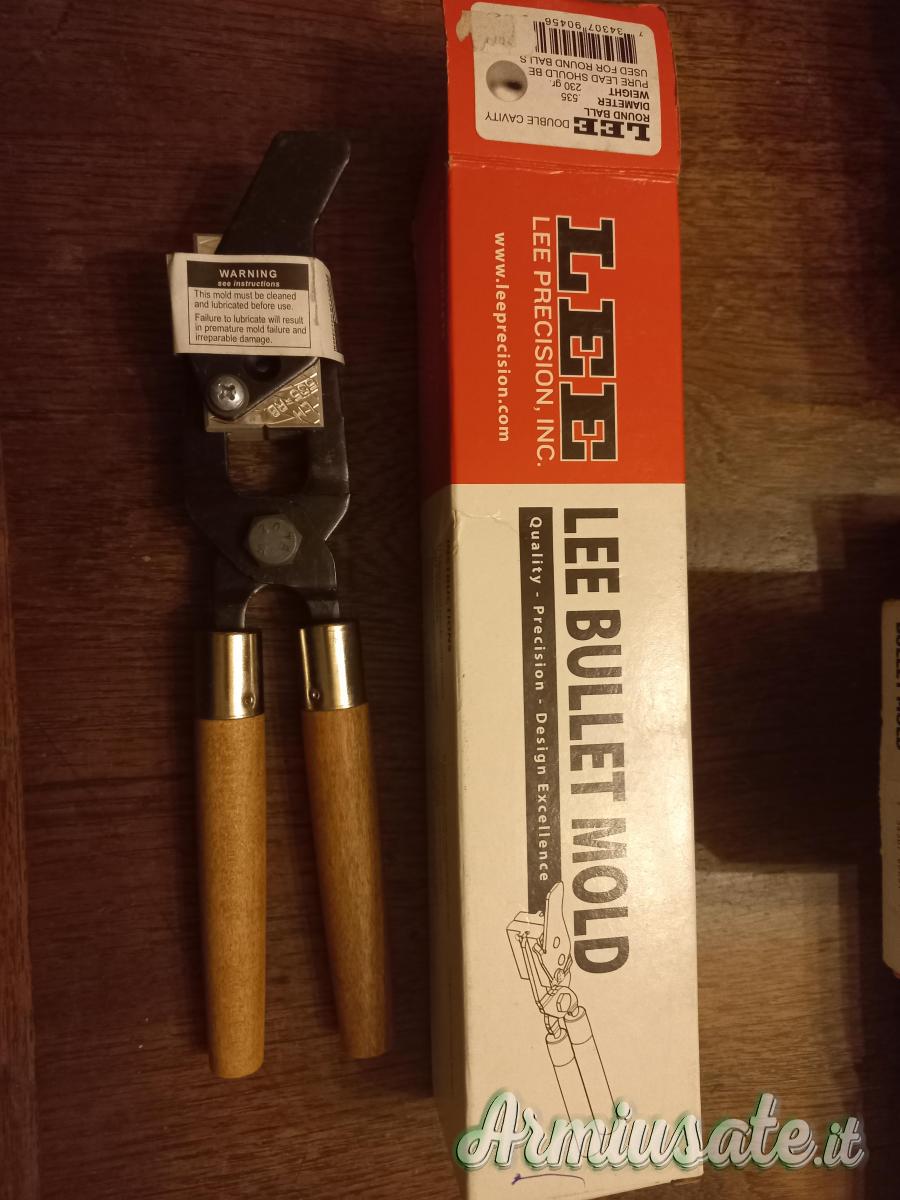 7 34307 90456
USED FOR ROUND BALLS
PURE LEAD SHOULD BE
WEIGHT 230 gr.
DIAMETER .535
ROUND BALL
LEE DOUBLE CAVITY
LEE
LEE PRECISION, INC.
www.leeprecision.com
LEE BULLET MOLD
Quality - Precision - Design Excellence
WARNING
see instructions
This mold must be cleaned
and lubricated before use.
Failure to lubricate will result
in premature mold failure and
irreparable damage.
Armiusate.it